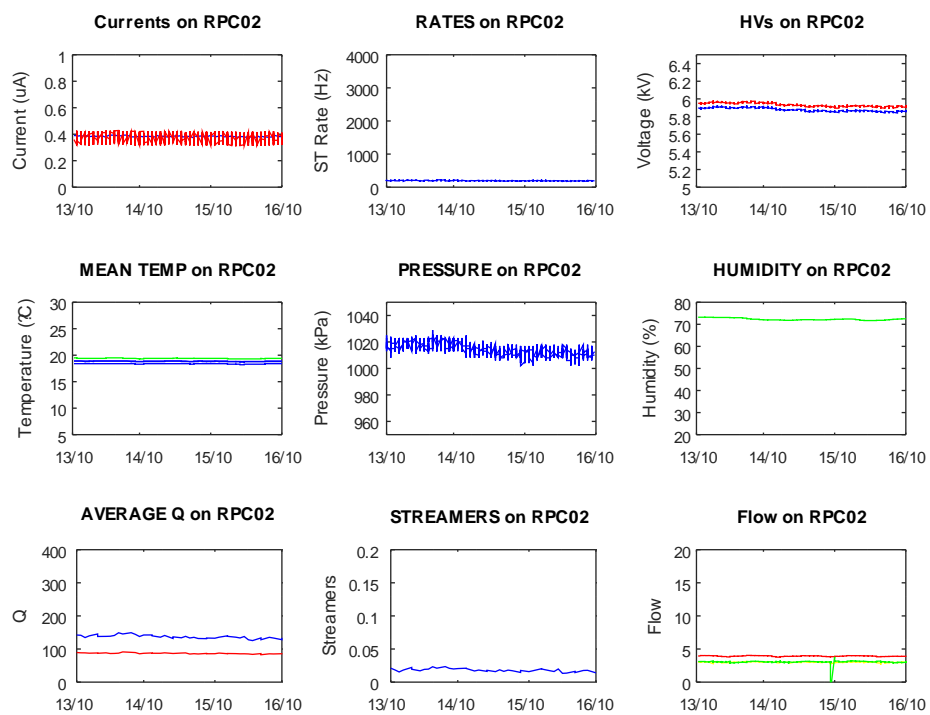 Currents on RPC02
RATES on RPC02
HVs on RPC02
Current (uA)
1
0.8
0.6
0.4
0.2
0
13/10 14/10 15/10 16/10
ST Rate (Hz)
4000
3000
2000
1000
0
13/10 14/10 15/10 16/10
Voltage (kV)
6.4
6.2
6
5.8
5.6
5.4
5.2
5
13/10 14/10 15/10 16/10
MEAN TEMP on RPC02
PRESSURE on RPC02
HUMIDITY on RPC02
Temperature (?C)
30
25
20
15
10
5
13/10 14/10 15/10 16/10
Pressure (kPa)
1040
1020
1000
980
960
13/10 14/10 15/10 16/10
Humidity (%)
80
70
60
50
40
30
20
13/10 14/10 15/10 16/10
AVERAGE Q on RPC02
STREAMERS on RPC02
Flow on RPC02
Q
400
300
200
100
0
13/10 14/10 15/10 16/10
Streamers
0.2
0.15
0.1
0.05
0
13/10 14/10 15/10 16/10
Flow
20
15
10
5
0
13/10 14/10 15/10 16/10